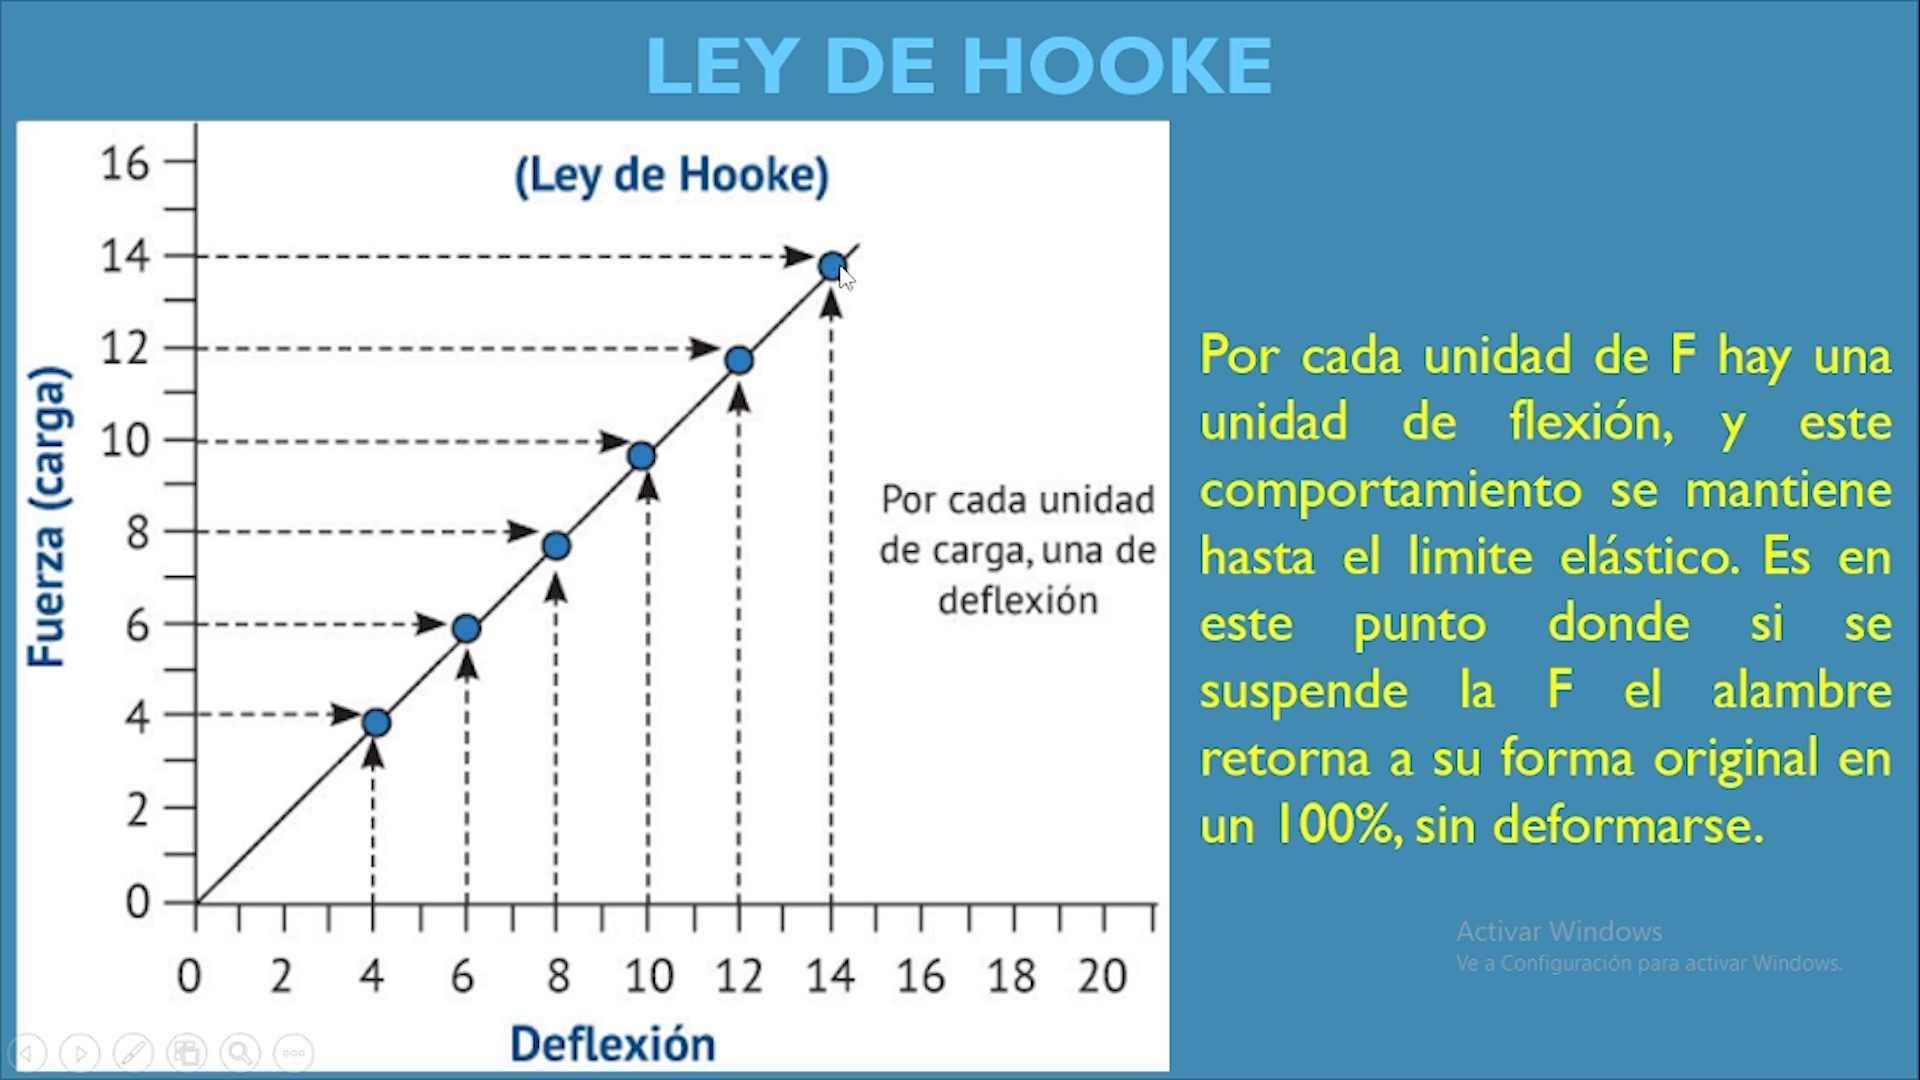 LEY DE HOOKE
(Ley de Hooke)
16
14
12
10
8
6
4
2
0
Fuerza (carga)
Por cada unidad
de carga, una de
deflexión
0 2 4 6 8 10 12 14 16 18 20
Deflexión
Por cada unidad de F hay una
unidad de flexión, y este
comportamiento se mantiene
hasta el limite elástico. Es en
este punto donde si se
suspende la F el alambre
retorna a su forma original en
un 100%, sin deformarse.
Activar Windows
Ve a Configuración para activar Windows.